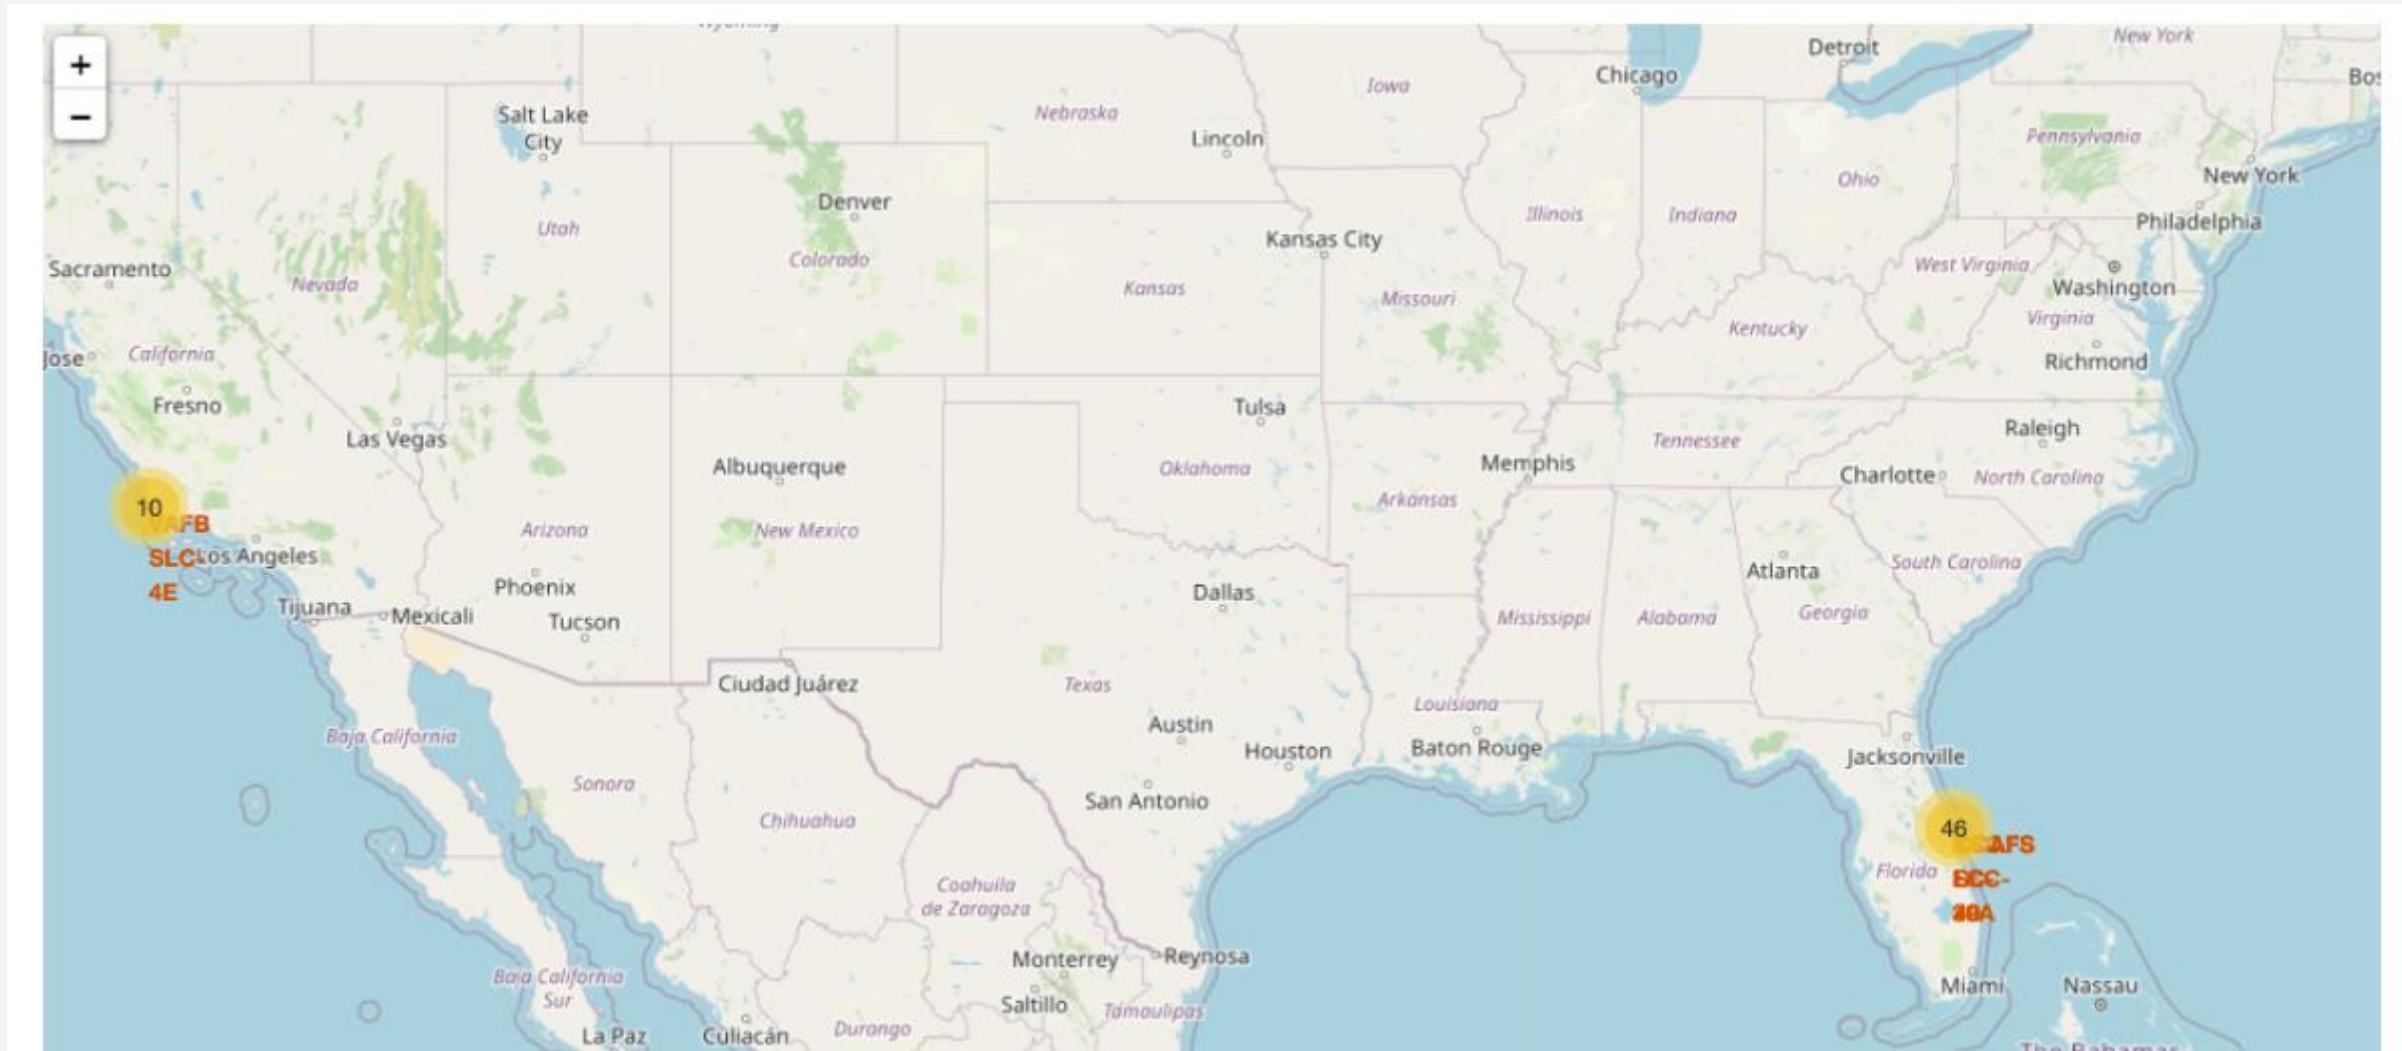 +
−
New York
Detroit
Chicago
Iowa
Salt Lake
City
Nebraska
Lincoln
Pennsylvania
New York
Denver
Ohio
Utah
Illinois
Indiana
Philadelphia
Kansas City
Colorado
Sacramento
Nevada
Kansas
Missouri
West Virginia
Washington
Virginia
Kentucky
Jose
California
Richmond
Fresno
Las Vegas
Tulsa
Raleigh
Tennessee
Albuquerque
Oklahoma
Memphis
Charlotte
North Carolina
Arkansas
10
VAFB
SLC-
4E
Los Angeles
Arizona
New Mexico
South Carolina
Atlanta
Phoenix
Dallas
Tijuana
Mexicali
Tucson
Mississippi
Alabama
Georgia
Ciudad Juárez
Texas
Louisiana
Austin
Baja California
Houston
Baton Rouge
Jacksonville
Sonora
San Antonio
Chihuahua
46
Florida
Coahuila
de Zaragoza
Monterrey
Reynosa
Baja California
Sur
Saltillo
Tamaulipas
Miami
Nassau
La Paz
Culiacán
Durango